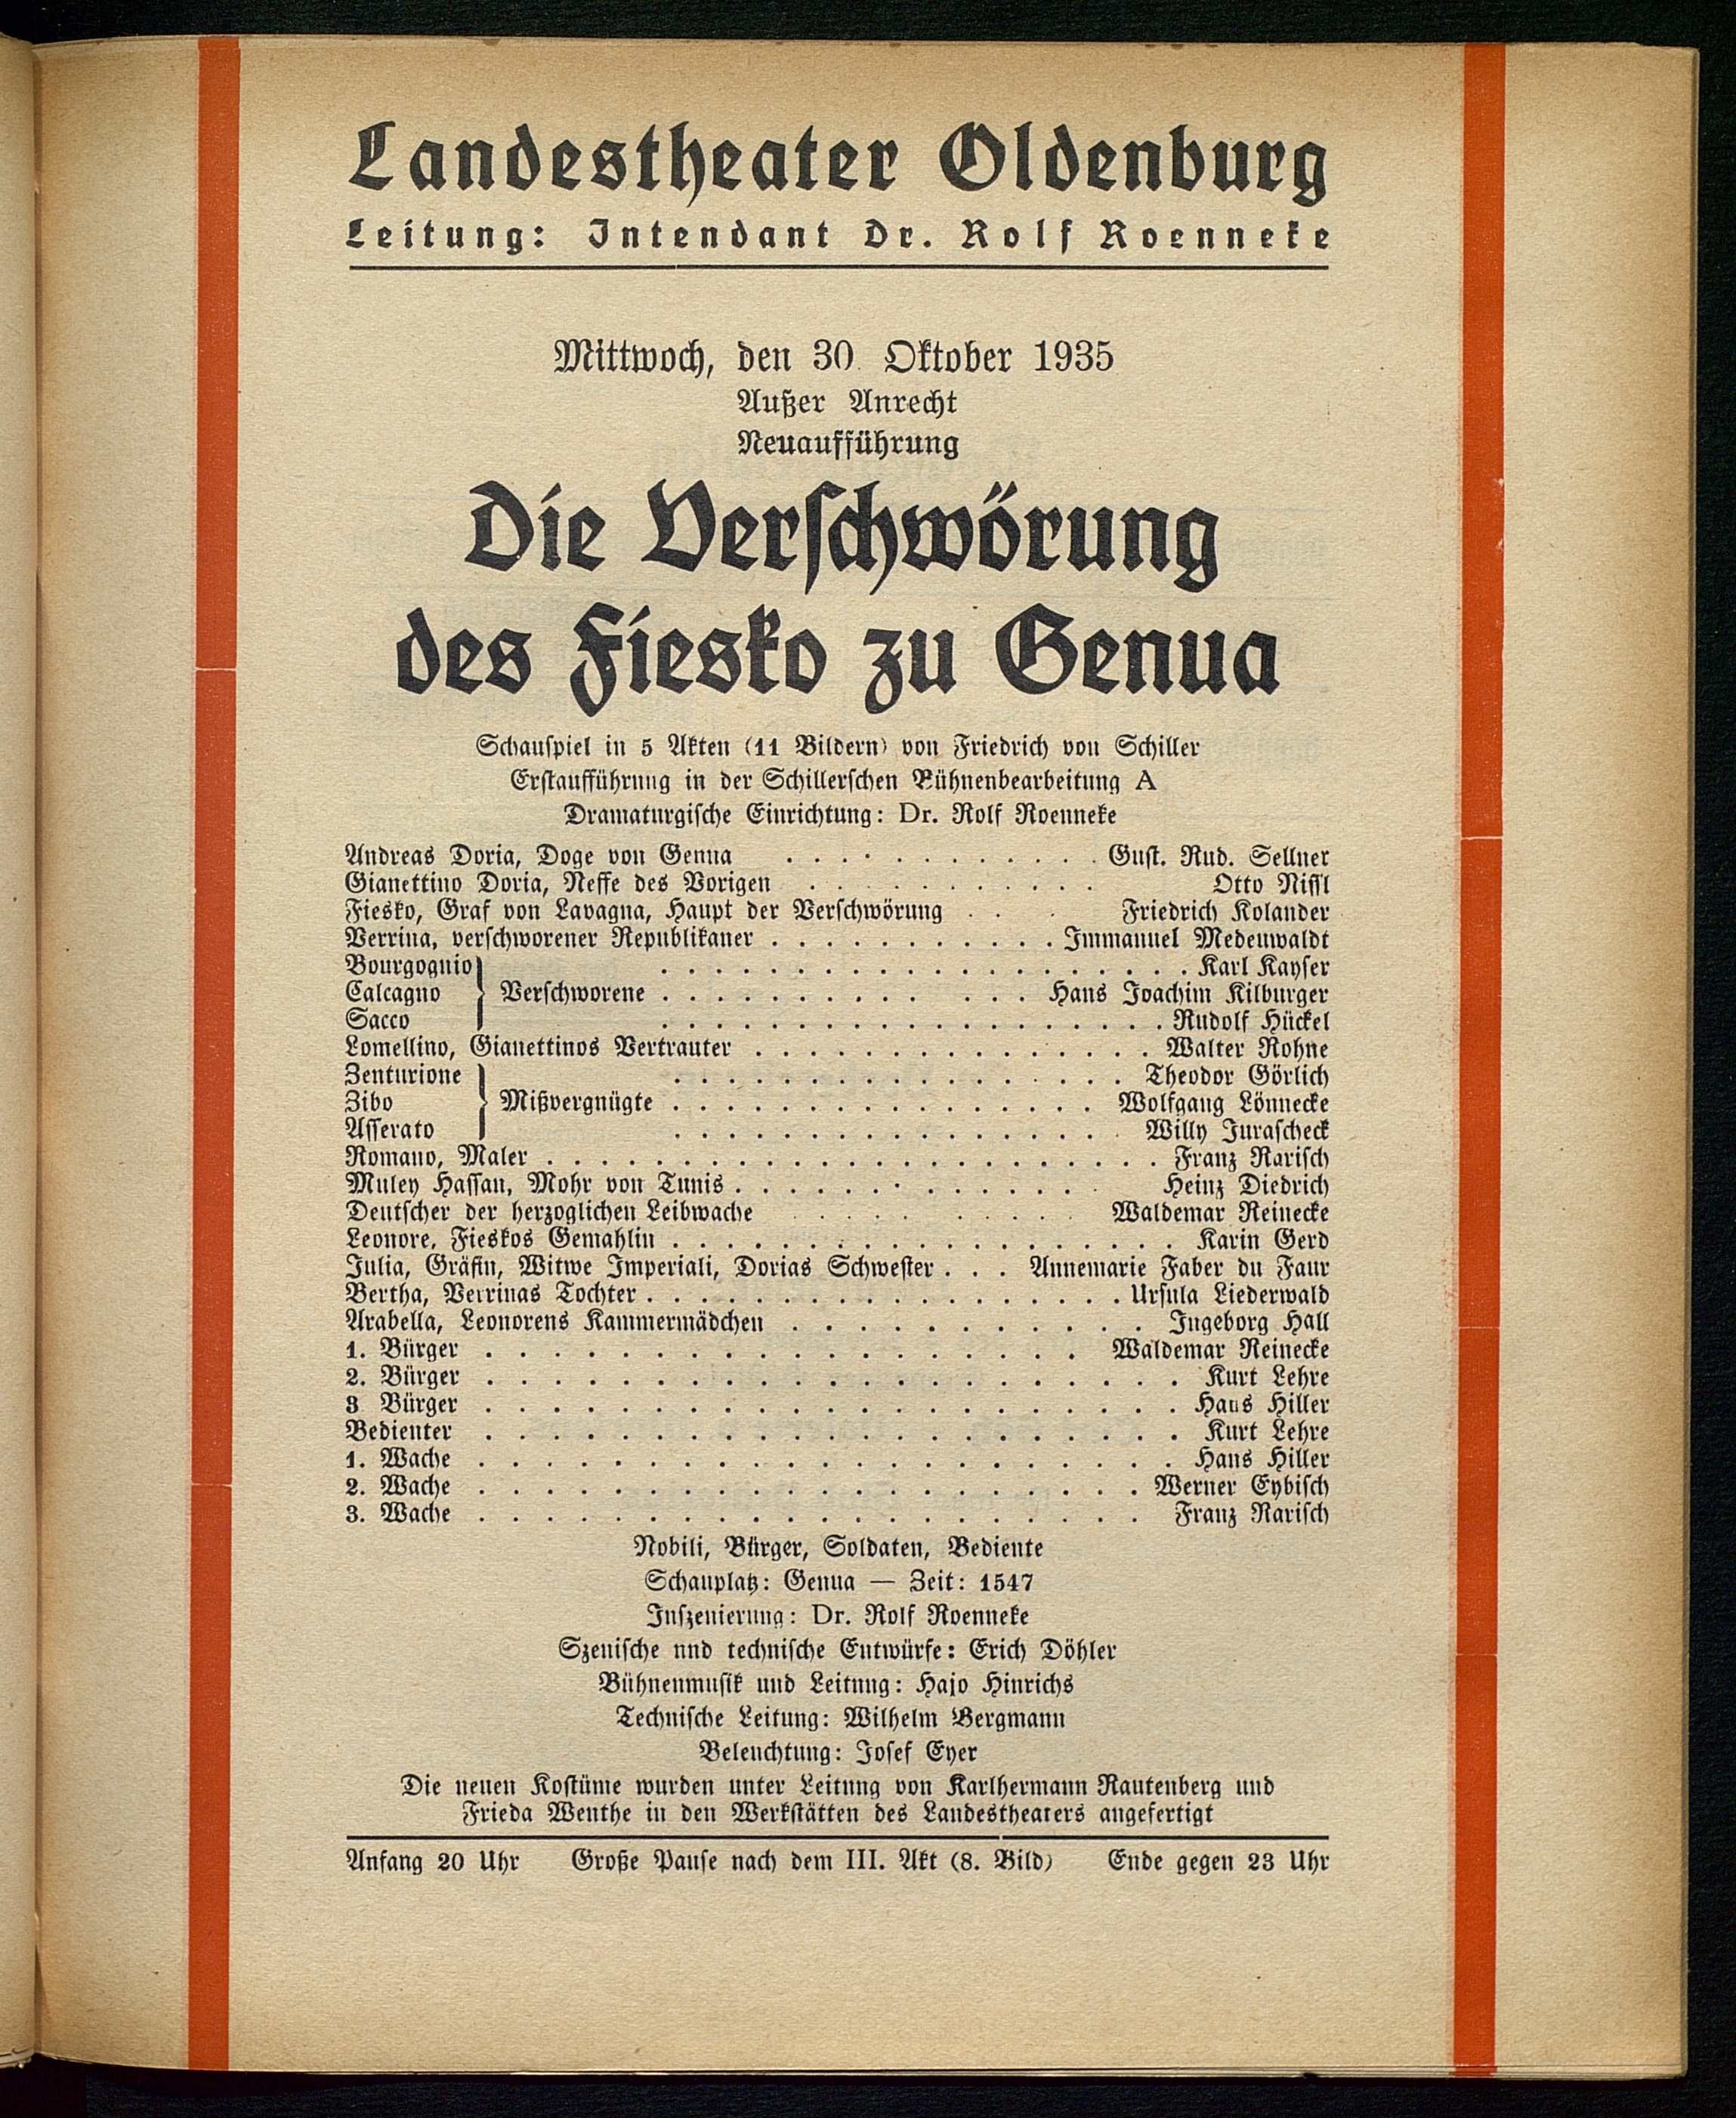 Landestheater Oldenburg
Leitung: Intendant Dr. Rolf Roenneke
Mittwoch, den 30. Oktober 1935
Außer Anrecht
Neuaufführung
Die Verschwörung
des Fiesko zu Genua
Schauspiel in 5 Akten (11 Bildern) von Friedrich von Schiller
Erstaufführung in der Schillerschen Bühnenbearbeitung A
Dramaturgische Einrichtung: Dr. Rolf Roenneke
Andreas Doria, Doge von Genua . . . . . . . . . . . . Gust. Rud. Sellner
Gianettino Doria, Neffe des Vorigen . . . . . . . . . . . Otto Nissl
Fiesko, Graf von Lavagna, Haupt der Verschwörung . . . Friedrich Kolander
Verrina, verschworener Republikaner . . . . . . . . . . . Immanuel Medenwaldt
Bourgognio . . . . . . . . . . . . . . . . . . . . Karl Kayser
Calcagno } Verschworene . . . . . . . . . . . . . Hans Joachim Kilburger
Sacco . . . . . . . . . . . . . . . . . . . Rudolf Hückel
Lomellino, Gianettinos Vertrauter . . . . . . . . . . . . . . . Walter Rohne
Zenturione . . . . . . . . . . . . . . . . . Theodor Görlich
Zibo } Mißvergnügte . . . . . . . . . . . . . . . . Wolfgang Lönnecke
Asserato . . . . . . . . . . . . . . . . . Willy Jurascheck
Romano, Maler . . . . . . . . . . . . . . . . . . . . . . . Franz Rarisch
Muley Hassan, Mohr von Tunis . . . . . . . . . . . . . . Heinz Diedrich
Deutscher der herzoglichen Leibwache . . . . . . . . . . . Waldemar Reinecke
Leonore, Fieskos Gemahlin . . . . . . . . . . . . . . . . . . . Karin Gerd
Julia, Gräfin, Witwe Imperiali, Dorias Schwester . . . Annemarie Faber du Faur
Bertha, Verrinas Tochter . . . . . . . . . . . . . . . . . . Ursula Liederwald
Arabella, Leonorens Kammermädchen . . . . . . . . . . . . . . Ingeborg Hall
1. Bürger . . . . . . . . . . . . . . . . . . . . . . Waldemar Reinecke
2. Bürger . . . . . . . . . . . . . . . . . . . . . . . . . . Kurt Lehre
3 Bürger . . . . . . . . . . . . . . . . . . . . . . . . . . Hans Hiller
Bedienter . . . . . . . . . . . . . . . . . . . . . . . . . . Kurt Lehre
1. Wache . . . . . . . . . . . . . . . . . . . . . . . . . . Hans Hiller
2. Wache . . . . . . . . . . . . . . . . . . . . . . . . . Werner Eybisch
3. Wache . . . . . . . . . . . . . . . . . . . . . . . . . Franz Rarisch
Nobili, Bürger, Soldaten, Bediente
Schauplatz: Genua — Zeit: 1547
Inszenierung: Dr. Rolf Roenneke
Szenische und technische Entwürfe: Erich Döhler
Bühnenmusik und Leitung: Hajo Hinrichs
Technische Leitung: Wilhelm Bergmann
Beleuchtung: Josef Eyer
Die neuen Kostüme wurden unter Leitung von Karlhermann Rautenberg und
Frieda Wenthe in den Werkstätten des Landestheaters angefertigt
Anfang 20 Uhr Große Pause nach dem III. Akt (8. Bild) Ende gegen 23 Uhr